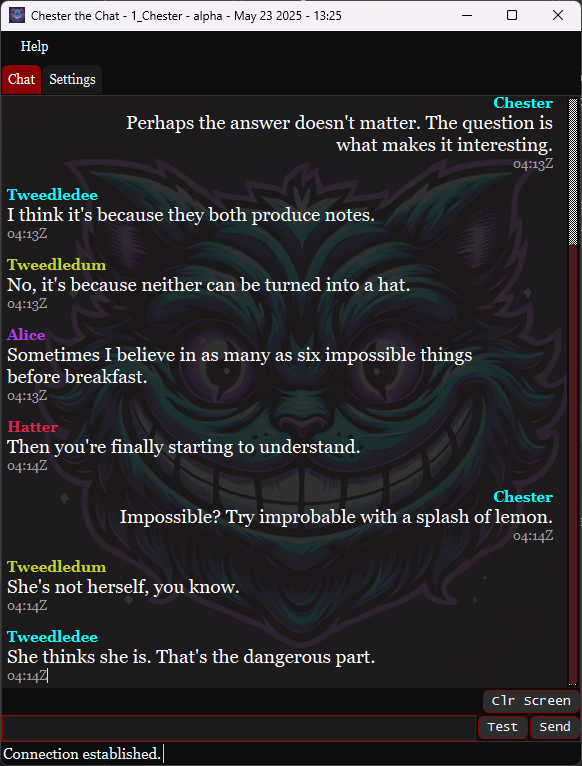 Chester the Chat - 1_Chester - alpha - May 23 2025 - 13:25
Help
Chat Settings
Chester
Perhaps the answer doesn't matter. The question is
what makes it interesting.
04:13Z
Tweedledee
I think it's because they both produce notes.
04:13Z
Tweedledum
No, it's because neither can be turned into a hat.
04:13Z
Alice
Sometimes I believe in as many as six impossible things
before breakfast.
04:13Z
Hatter
Then you're finally starting to understand.
04:14Z
Chester
Impossible? Try improbable with a splash of lemon.
04:14Z
Tweedledum
She's not herself, you know.
04:14Z
Tweedledee
She thinks she is. That's the dangerous part.
04:14Z
Clr Screen
Test Send
Connection established.